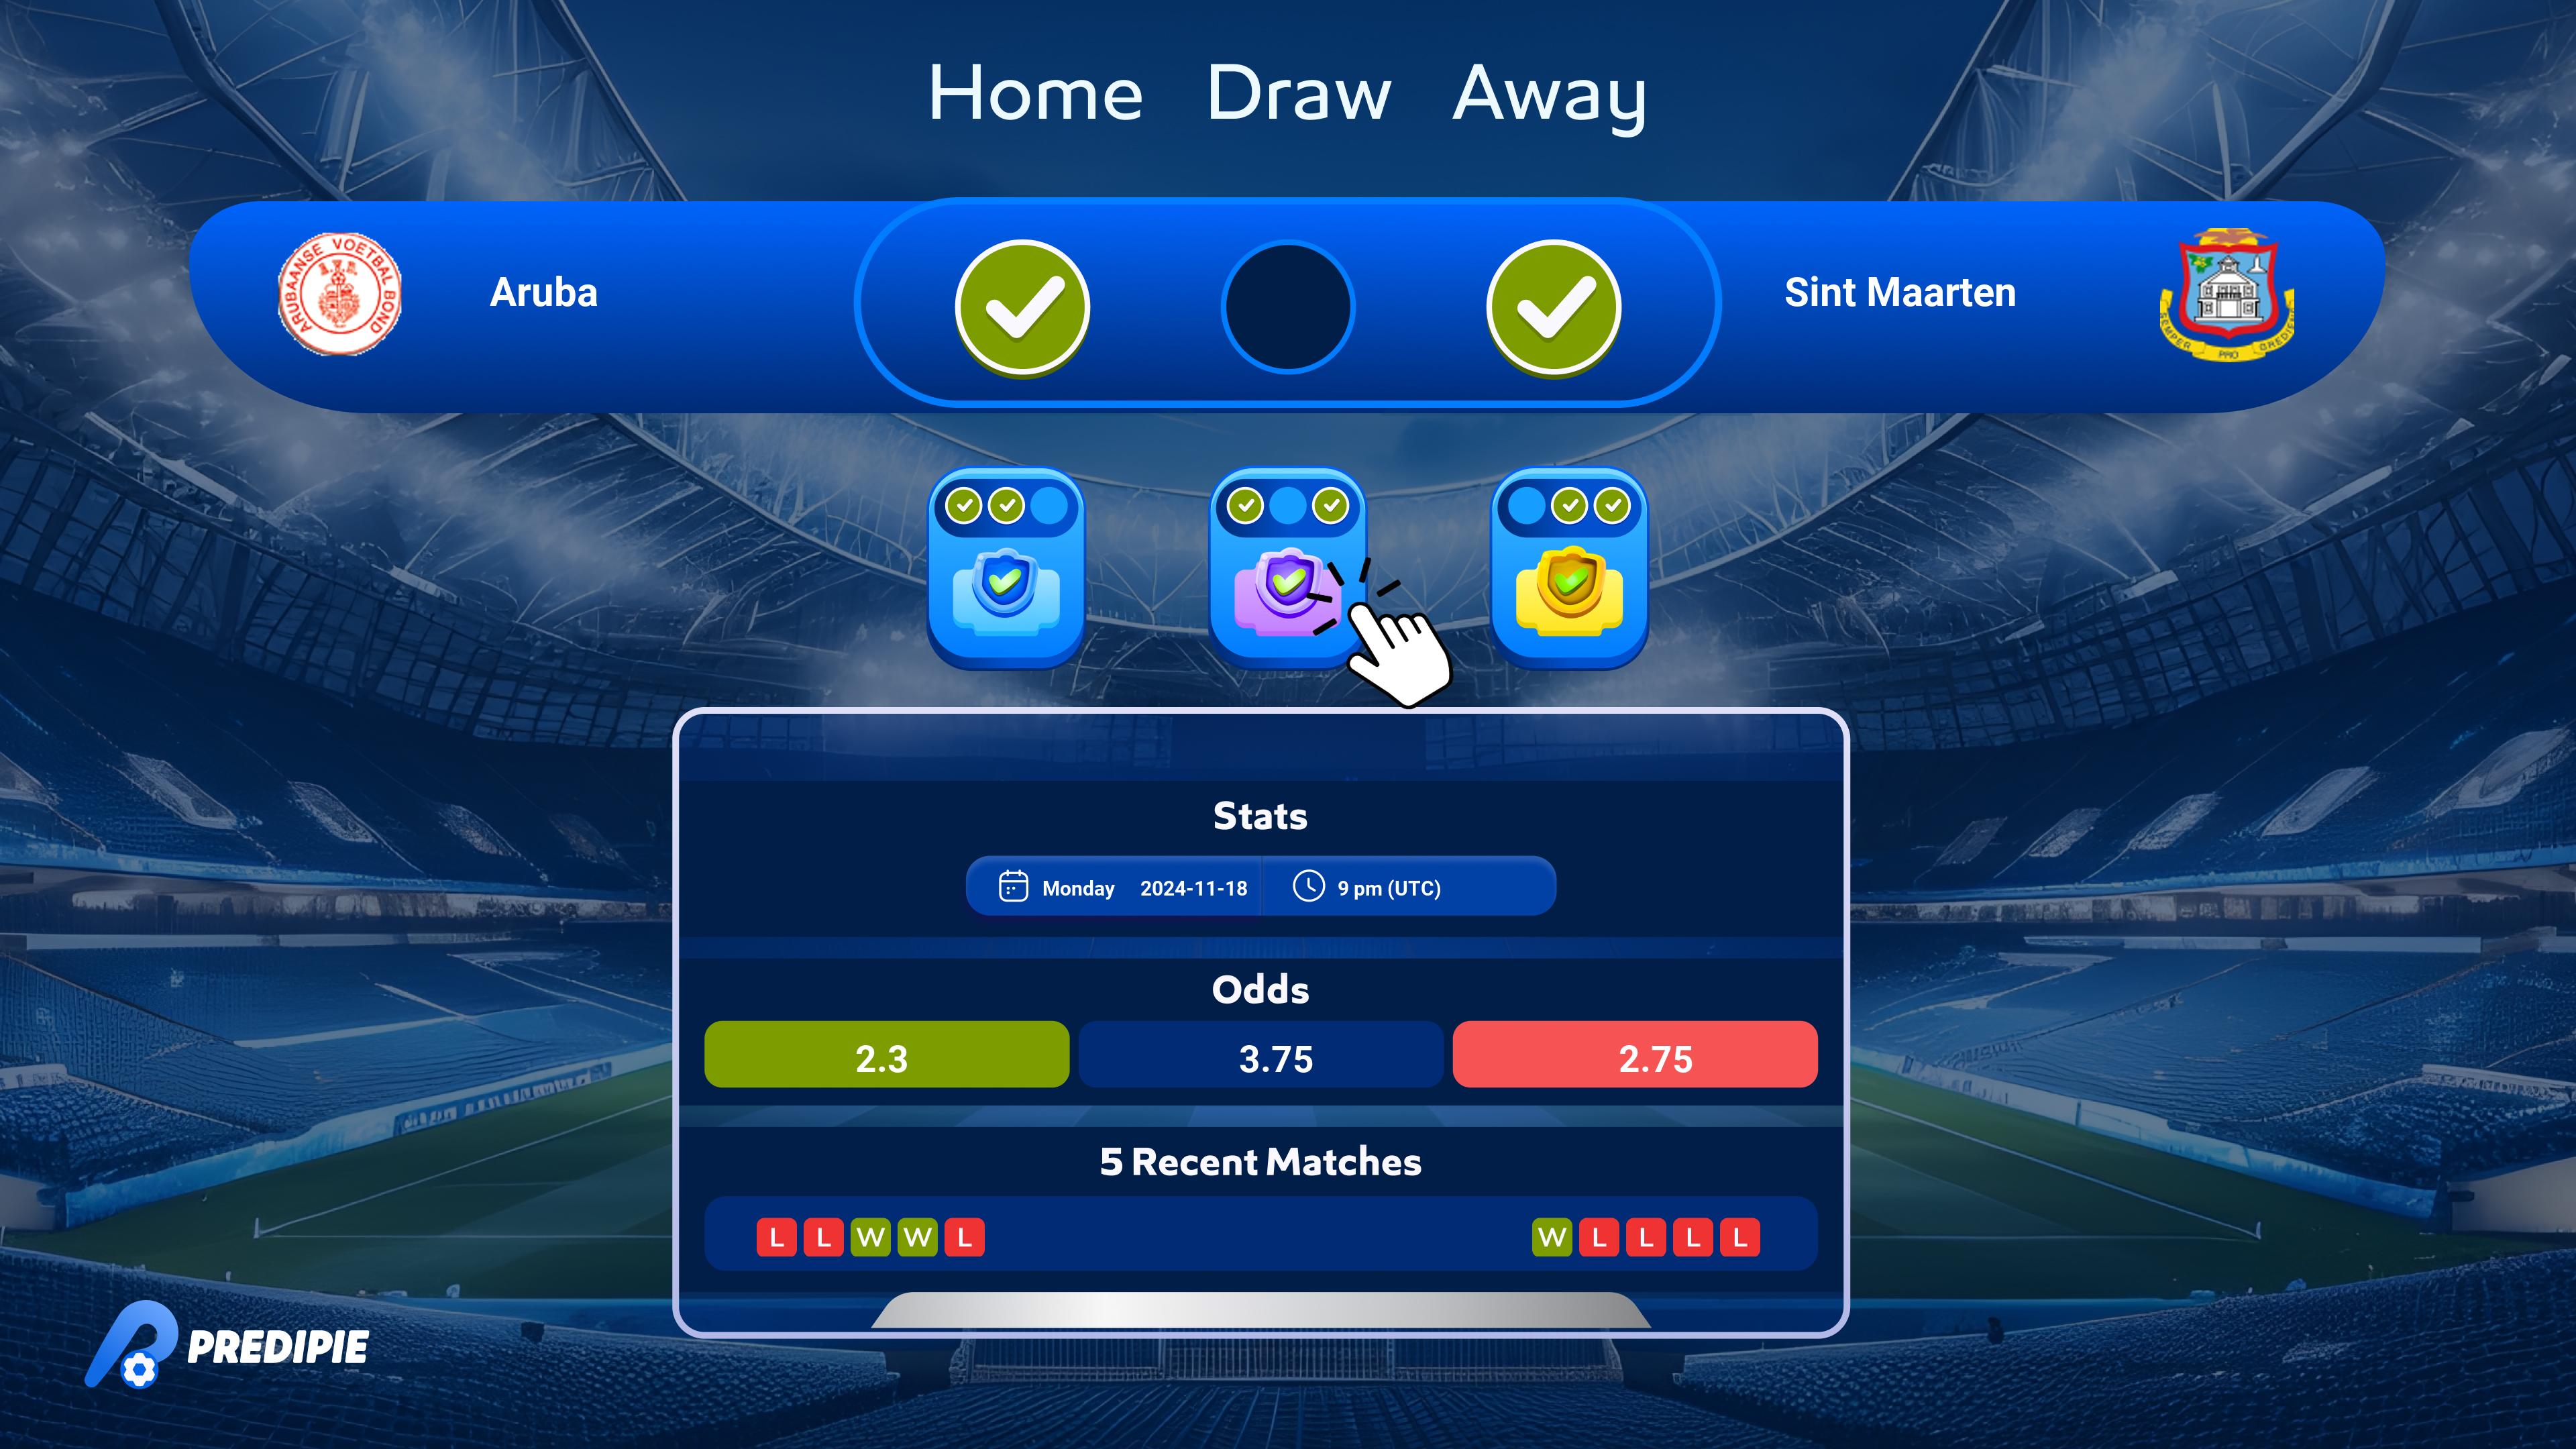 Home Draw Away
ARUBAANSE VOETBAL BOND
A.V.B.
Aruba
Sint Maarten
SEMPER PRO GREDIENS
Stats
Monday 2024-11-18 9 pm (UTC)
Odds
2.3 3.75 2.75
5 Recent Matches
L L W W L W L L L L
PREDIPIE